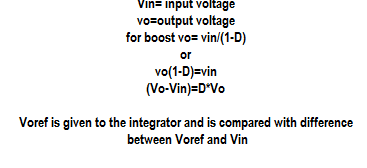 Vin= input voltage
vo=output voltage
for boost vo= vin/(1-D)
or
vo(1-D)=vin
(Vo-Vin)=D*Vo
Voref is given to the integrator and is compared with difference
between Voref and Vin